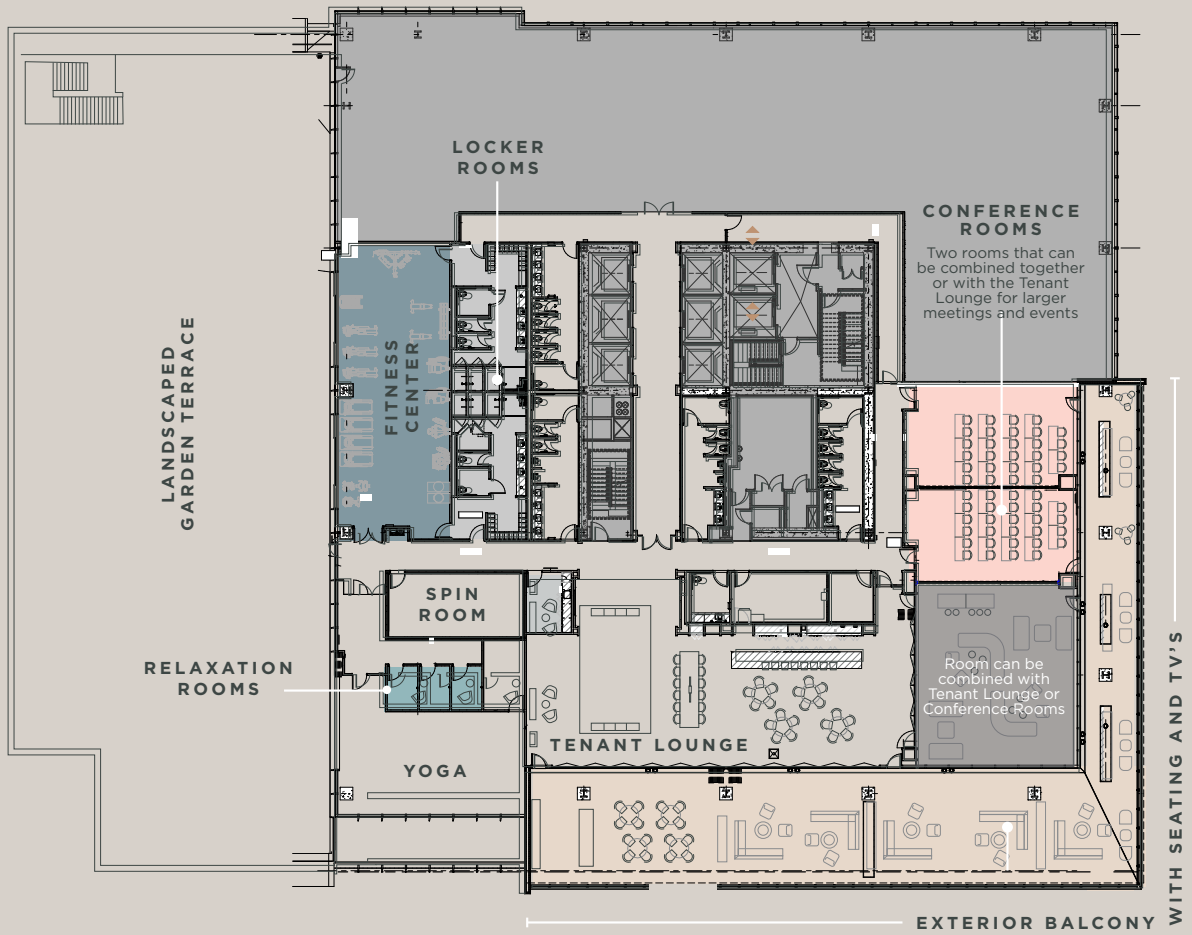 LOCKER
ROOMS
CONFERENCE
ROOMS
Two rooms that can
be combined together
or with the Tenant
Lounge for larger
meetings and events
LANDSCAPED
GARDEN TERRACE
FITNESS
CENTER
SPIN
ROOM
RELAXATION
ROOMS
Room can be
combined with
Tenant Lounge or
Conference Rooms
TENANT LOUNGE
YOGA
EXTERIOR BALCONY
WITH SEATING AND TV'S